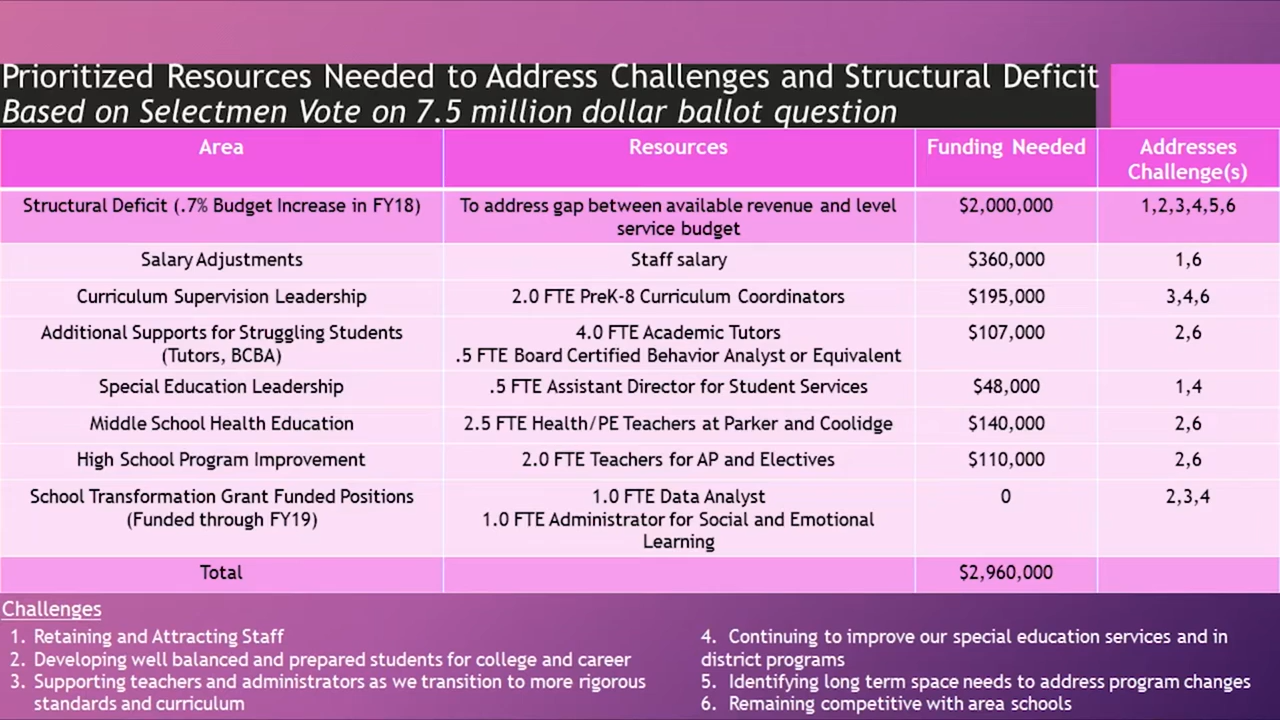 Prioritized Resources Needed to Address Challenges and Structural Deficit
Based on Selectmen Vote on 7.5 million dollar ballot question
Area Resources Funding Needed Addresses
Challenge(s)
Structural Deficit (.7% Budget Increase in FY18) To address gap between available revenue and level $2,000,000 1,2,3,4,5,6
service budget
Salary Adjustments Staff salary $360,000 1,6
Curriculum Supervision Leadership 2.0 FTE PreK-8 Curriculum Coordinators $195,000 3,4,6
Additional Supports for Struggling Students 4.0 FTE Academic Tutors $107,000 2,6
(Tutors, BCBA) .5 FTE Board Certified Behavior Analyst or Equivalent
Special Education Leadership .5 FTE Assistant Director for Student Services $48,000 1,4
Middle School Health Education 2.5 FTE Health/PE Teachers at Parker and Coolidge $140,000 2,6
High School Program Improvement 2.0 FTE Teachers for AP and Electives $110,000 2,6
School Transformation Grant Funded Positions 1.0 FTE Data Analyst 0 2,3,4
(Funded through FY19) 1.0 FTE Administrator for Social and Emotional
Learning
Total $2,960,000
Challenges
1. Retaining and Attracting Staff
2. Developing well balanced and prepared students for college and career
3. Supporting teachers and administrators as we transition to more rigorous
standards and curriculum
4. Continuing to improve our special education services and in
district programs
5. Identifying long term space needs to address program changes
6. Remaining competitive with area schools